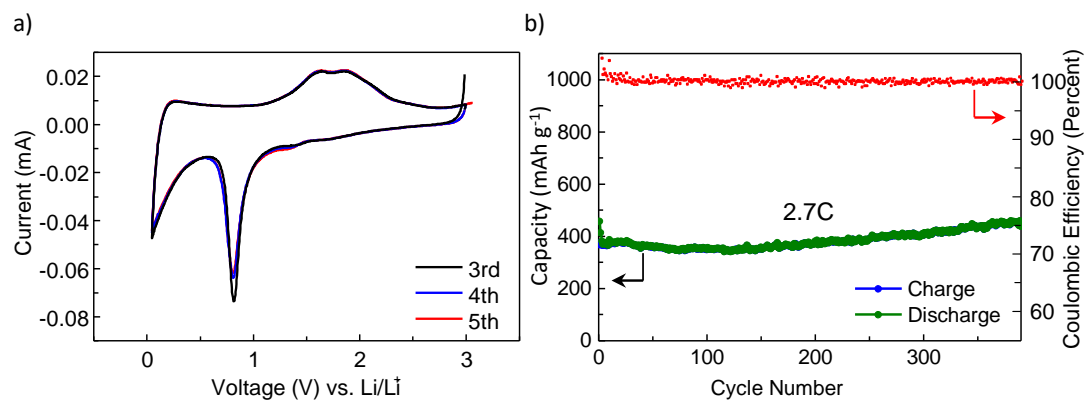 a)
0.02
0.00
-0.02
-0.04
-0.06
-0.08
Current (mA)
0
1
2
3
Voltage (V) vs. Li/Li⁺
3rd
4th
5th
b)
1000
800
600
400
200
0
Capacity (mAh g⁻¹)
0
100
200
300
Cycle Number
2.7C
Charge
Discharge
100
90
80
70
60
Coulombic Efficiency (Percent)